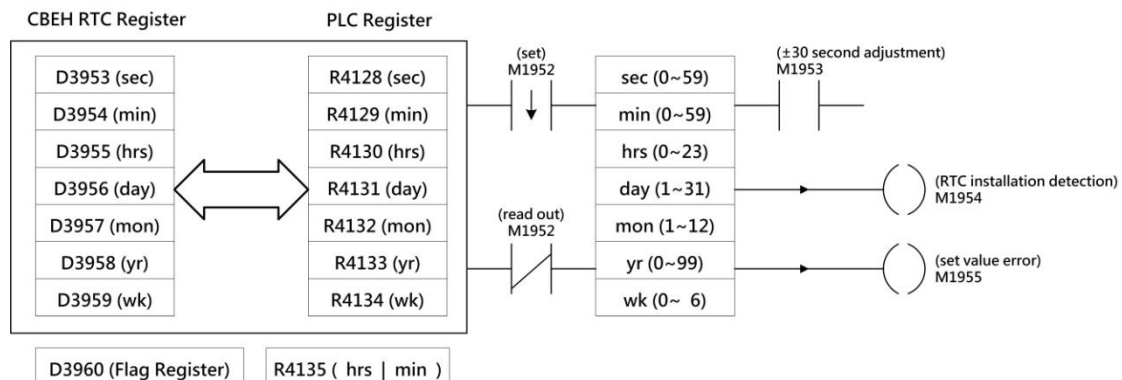 CBEH RTC Register
PLC Register
D3953 (sec)
D3954 (min)
D3955 (hrs)
D3956 (day)
D3957 (mon)
D3958 (yr)
D3959 (wk)
R4128 (sec)
R4129 (min)
R4130 (hrs)
R4131 (day)
R4132 (mon)
R4133 (yr)
R4134 (wk)
D3960 (Flag Register)
R4135 ( hrs | min )
(set)
M1952
(read out)
M1952
sec (0~59)
min (0~59)
hrs (0~23)
day (1~31)
mon (1~12)
yr (0~99)
wk (0~ 6)
(±30 second adjustment)
M1953
(RTC installation detection)
M1954
(set value error)
M1955